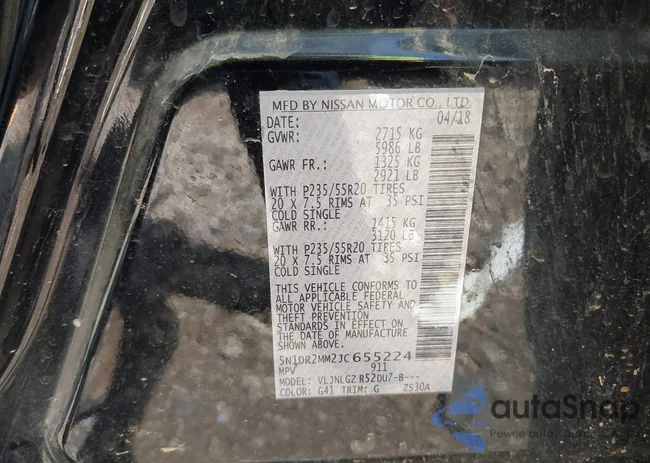 MFD BY NISSAN MOTOR CO., LTD.
DATE: 04/18
GVWR: 2715 KG
5986 LB
GAWR FR.: 1325 KG
2921 LB
WITH P235/55R20 TIRES
20 X 7.5 RIMS AT 35 PSI
COLD SINGLE
GAWR RR.: 1415 KG
3120 LB
WITH P235/55R20 TIRES
20 X 7.5 RIMS AT 35 PSI
COLD SINGLE
THIS VEHICLE CONFORMS TO
ALL APPLICABLE FEDERAL
MOTOR VEHICLE SAFETY AND
THEFT PREVENTION
STANDARDS IN EFFECT ON
THE DATE OF MANUFACTURE
SHOWN ABOVE.
5N1DR2MM2JC655224
MPV 911
MODEL: VLJNLGZ R52DU7-B---
COLOR: G41 TRIM: G ZS30A
autaSnap
Pewne auto